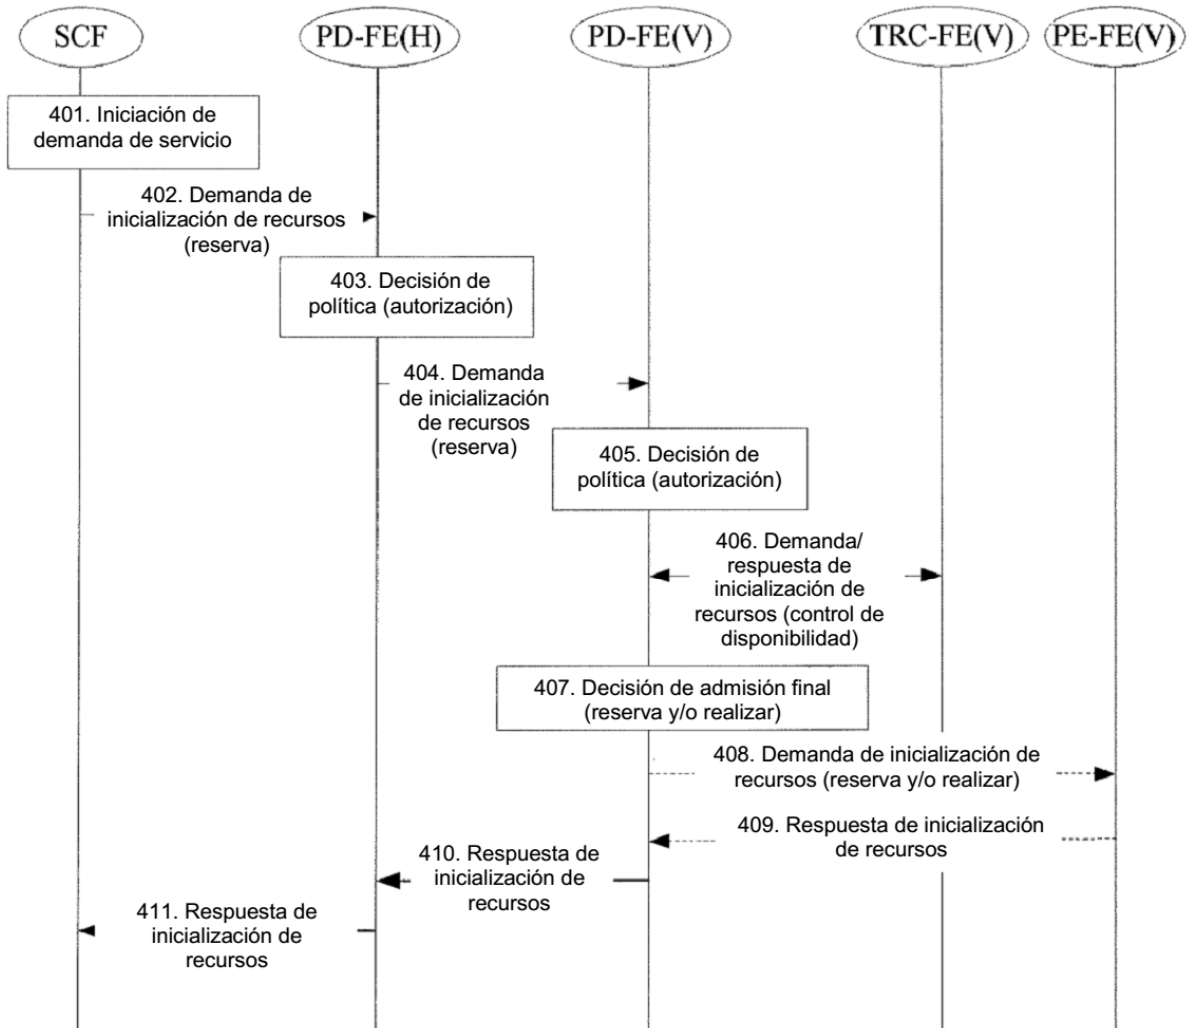 SCF
PD-FE(H)
PD-FE(V)
TRC-FE(V)
PE-FE(V)
401. Iniciación de
demanda de servicio
402. Demanda de
inicialización de recursos
(reserva)
403. Decisión de
política (autorización)
404. Demanda
de inicialización
de recursos
(reserva)
405. Decisión de
política (autorización)
406. Demanda/
respuesta de
inicialización de
recursos (control de
disponibilidad)
407. Decisión de admisión final
(reserva y/o realizar)
408. Demanda de inicialización de
recursos (reserva y/o realizar)
409. Respuesta de inicialización
de recursos
410. Respuesta de
inicialización de
recursos
411. Respuesta de
inicialización de
recursos